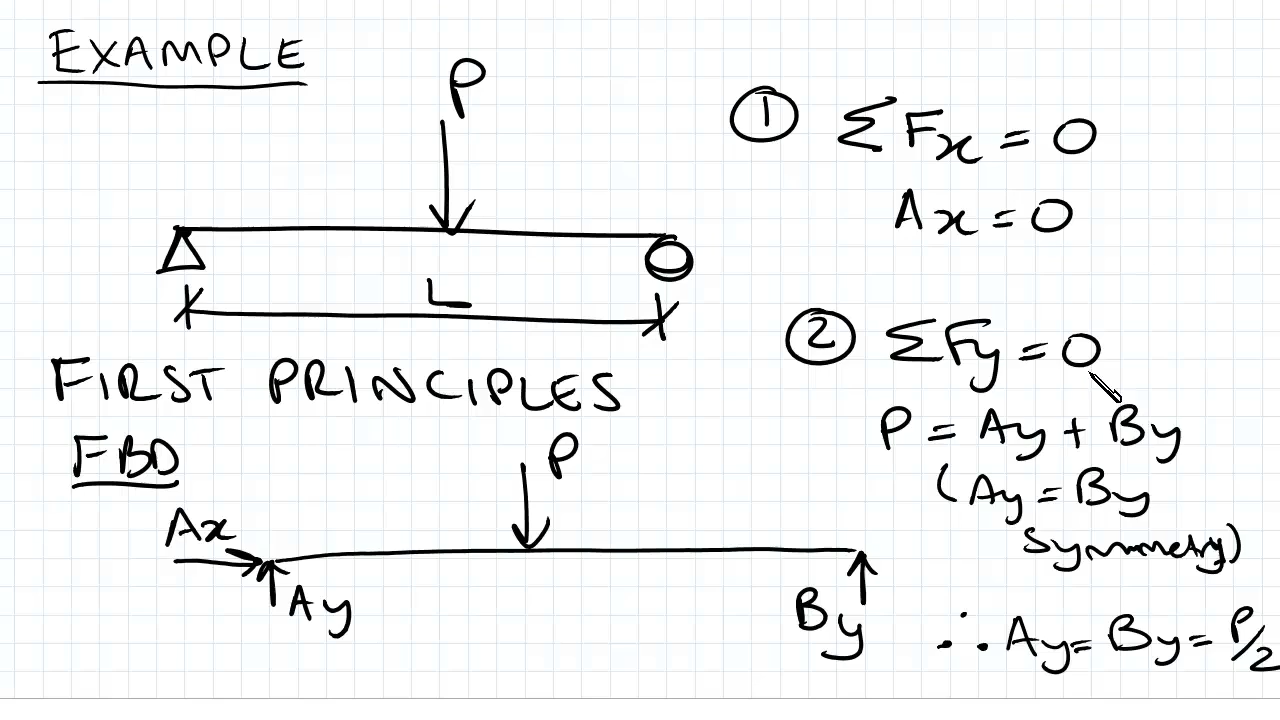 EXAMPLE
P
L
FIRST PRINCIPLES
FBD
P
Ax
Ay
By
① ΣFx = 0
Ax = 0
② ΣFy = 0
P = Ay + By
(Ay = By
symmetry)
∴ Ay = By = P/2